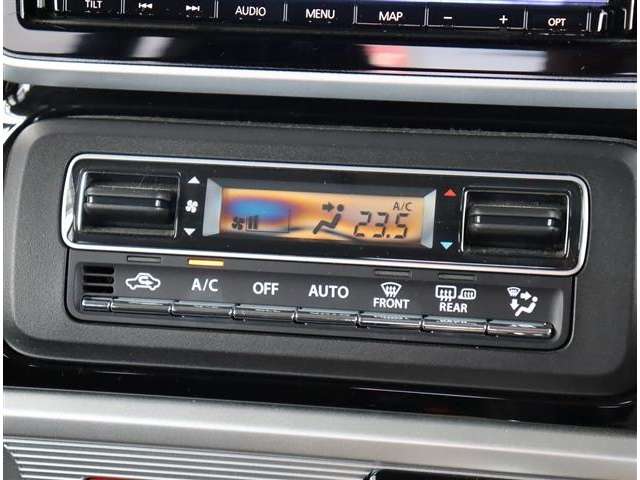 TILT AUDIO MENU MAP − + OPT
A/C
23.5
A/C OFF AUTO FRONT REAR